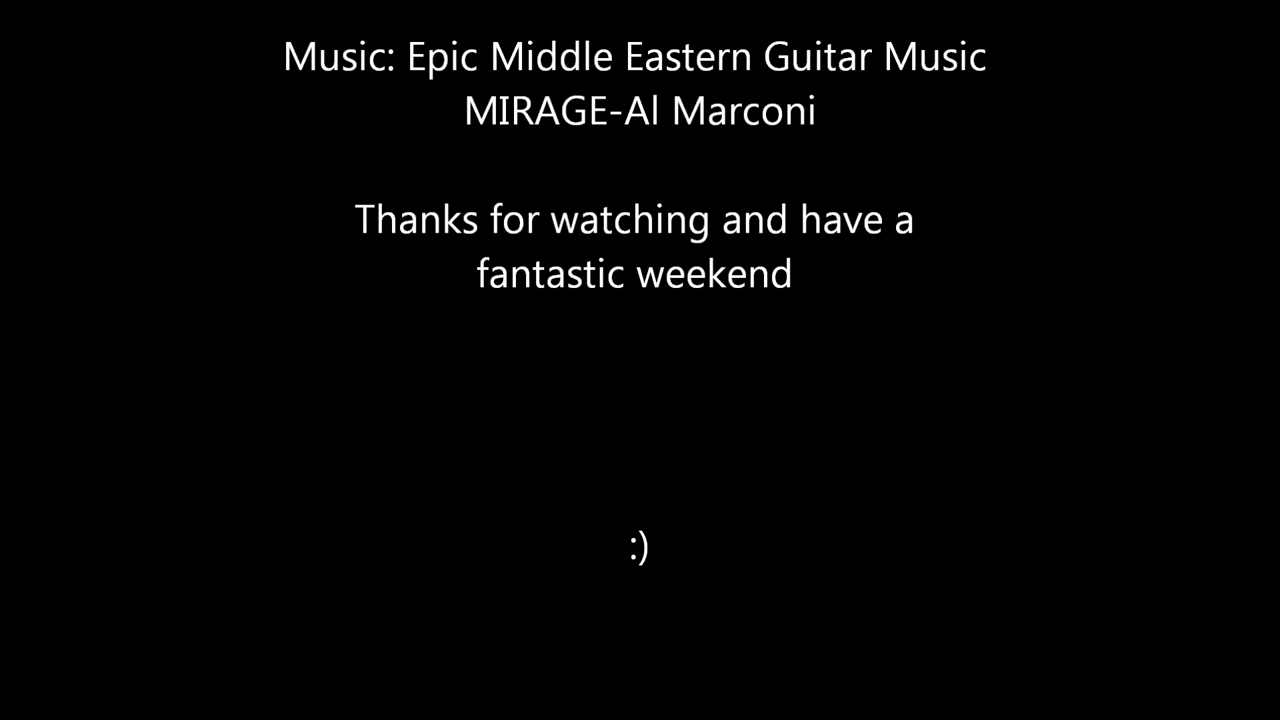 Music: Epic Middle Eastern Guitar Music
MIRAGE-Al Marconi
Thanks for watching and have a
fantastic weekend
:)